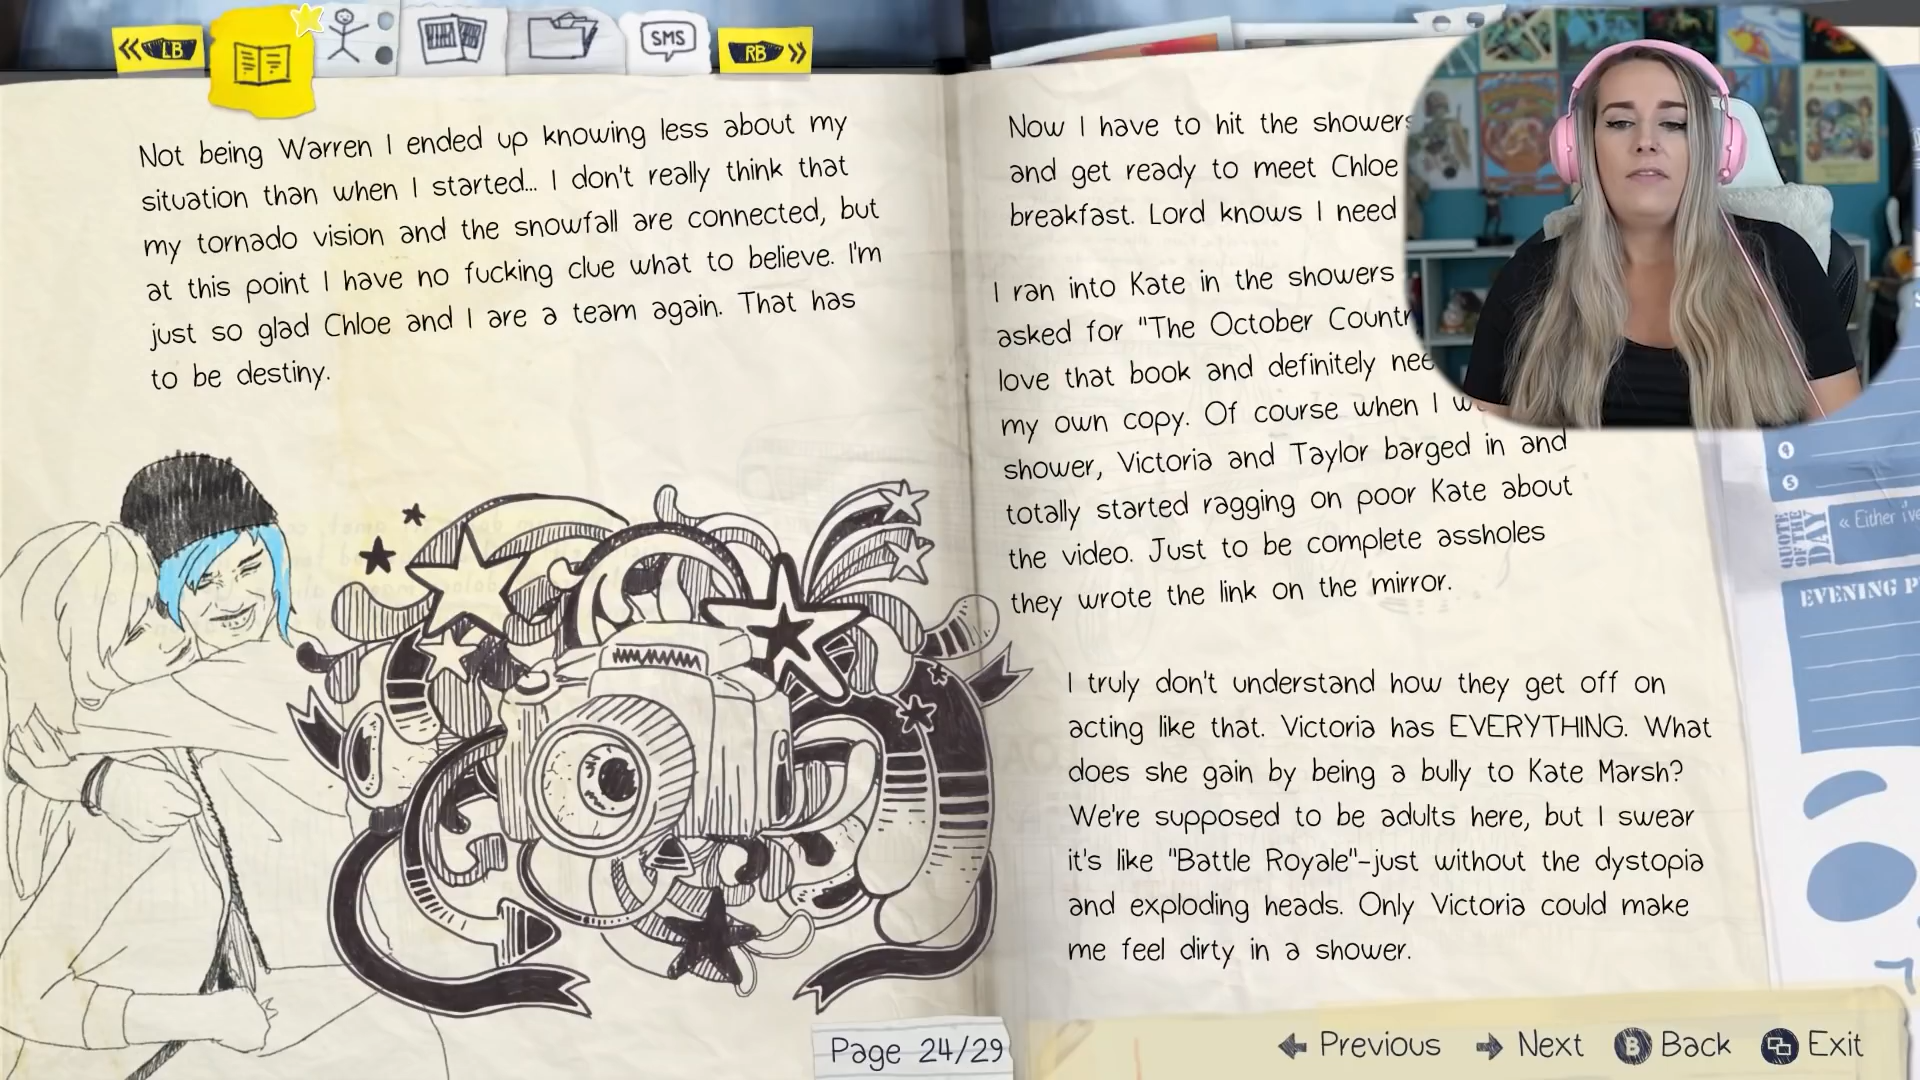 LB
SMS
RB
Not being Warren I ended up knowing less about my
situation than when I started... I don't really think that
my tornado vision and the snowfall are connected, but
at this point I have no fucking clue what to believe. I'm
just so glad Chloe and I are a team again. That has
to be destiny.
Now I have to hit the showers
and get ready to meet Chloe
breakfast. Lord knows I need
I ran into Kate in the showers
asked for "The October
love that book and definitely
my own copy. Of course when I
shower, Victoria and Taylor barged in and
totally started ragging on poor Kate about
the video. Just to be complete assholes
they wrote the link on the mirror.
I truly don't understand how they get off on
acting like that. Victoria has EVERYTHING. What
does she gain by being a bully to Kate Marsh?
We're supposed to be adults here, but I swear
it's like "Battle Royale"-just without the dystopia
and exploding heads. Only Victoria could make
me feel dirty in a shower.
4
5
QUOTE OF THE DAY
« Either i've
EVENING P
Page 24/29
Previous
Next
B Back
Exit